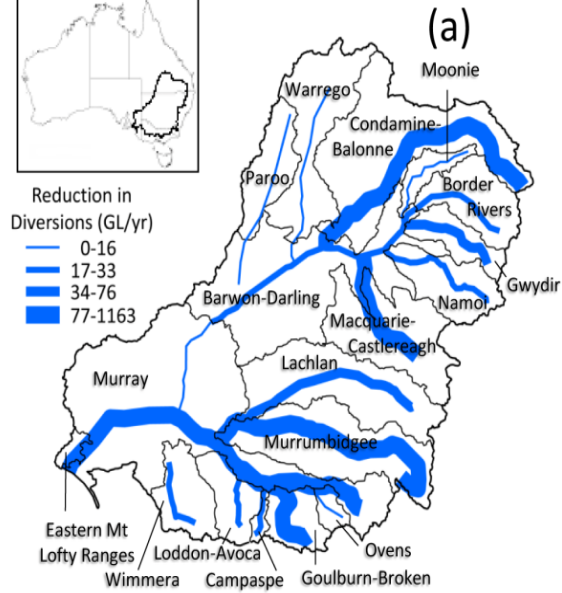 (a)
Moonie
Warrego
Condamine-
Balonne
Paroo
Border
Rivers
Reduction in
Diversions (GL/yr)
0-16
17-33
34-76
77-1163
Gwydir
Namoi
Barwon-Darling
Macquarie-
Castlereagh
Lachlan
Murray
Murrumbidgee
Eastern Mt
Lofty Ranges
Loddon-Avoca
Ovens
Wimmera
Campaspe
Goulburn-Broken